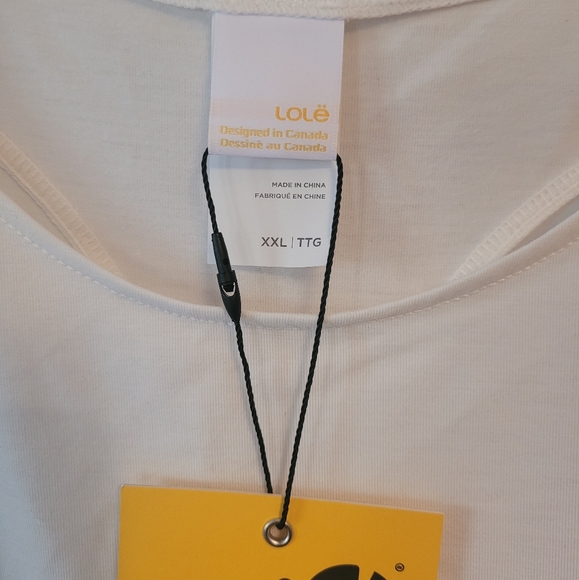 Lolë
Designed in Canada
Dessiné au Canada
MADE IN CHINA
FABRIQUÉ EN CHINE
XXL | TTG
®